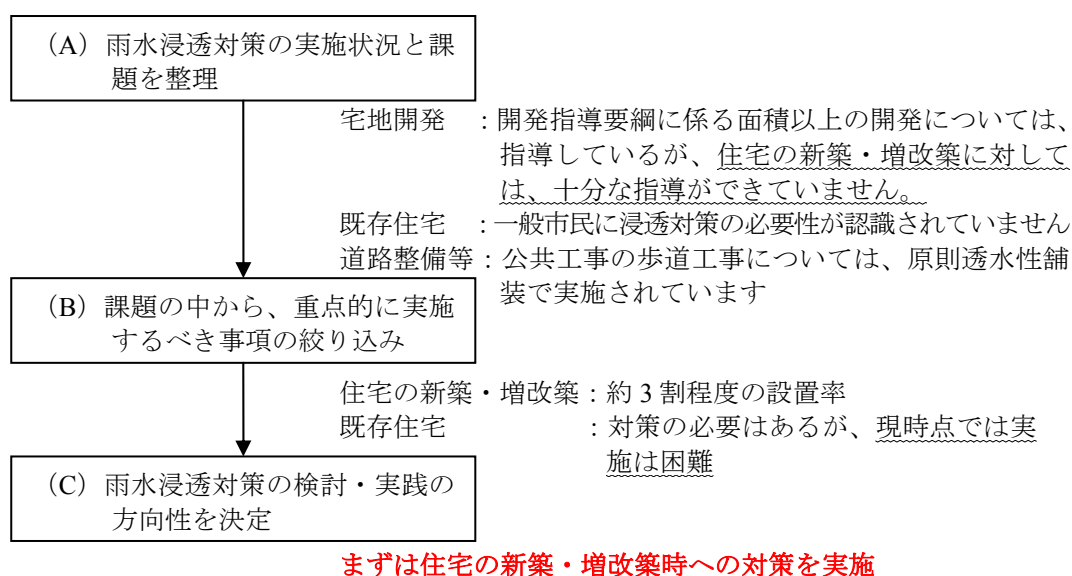 （A）雨水浸透対策の実施状況と課
題を整理
宅地開発　：開発指導要綱に係る面積以上の開発については、
指導しているが、住宅の新築・増改築に対して
は、十分な指導ができていません。
既存住宅　：一般市民に浸透対策の必要性が認識されていません
道路整備等：公共工事の歩道工事については、原則透水性舗
装で実施されています
（B）課題の中から、重点的に実施
するべき事項の絞り込み
住宅の新築・増改築：約３割程度の設置率
既存住宅　　　　　：対策の必要はあるが、現時点では実
施は困難
（C）雨水浸透対策の検討・実践の
方向性を決定
まずは住宅の新築・増改築時への対策を実施